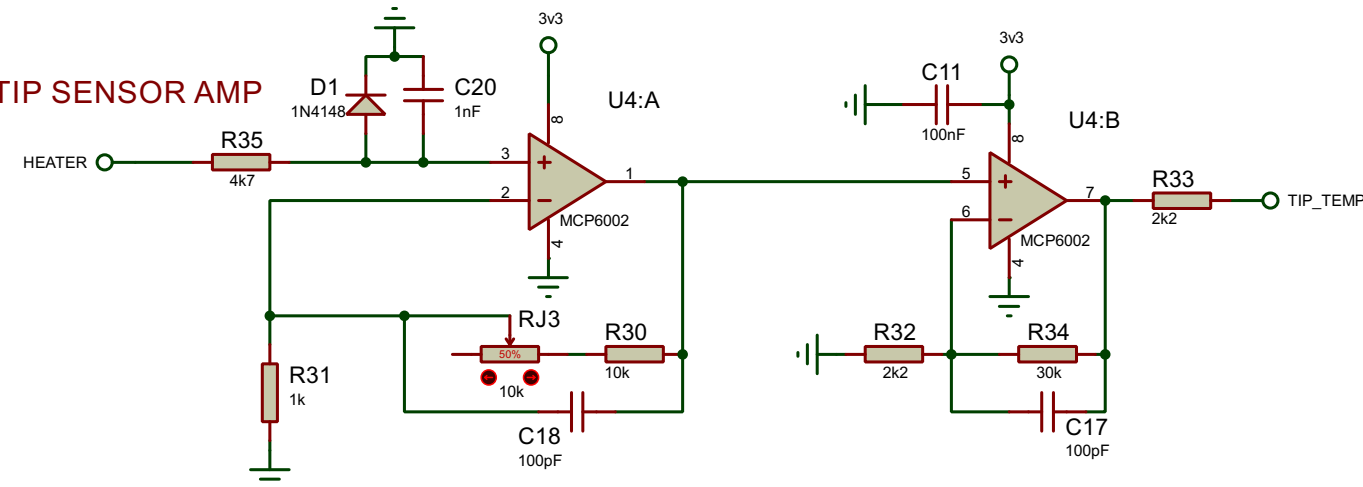 TIP SENSOR AMP
HEATER
R35
4k7
D1
1N4148
C20
1nF
3v3
U4:A
8
3
2
1
4
MCP6002
R31
1k
RJ3
50%
10k
R30
10k
C18
100pF
3v3
C11
100nF
U4:B
8
5
6
7
4
MCP6002
R33
2k2
TIP_TEMP
R32
2k2
R34
30k
C17
100pF